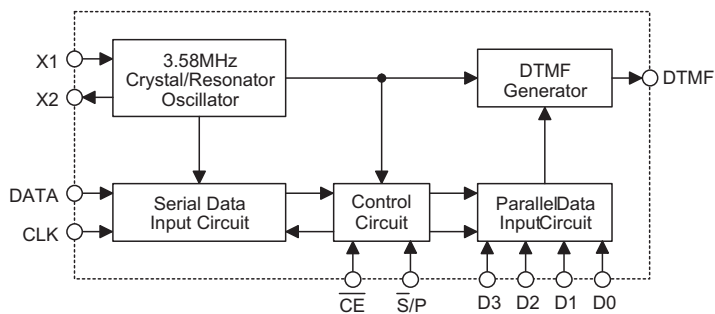 X1
X2
3.58MHz
Crystal/Resonator
Oscillator
DTMF
Generator
DTMF
DATA
CLK
Serial Data
Input Circuit
Control
Circuit
ParallelData
InputCircuit
C̅E̅
S̅/P
D3
D2
D1
D0